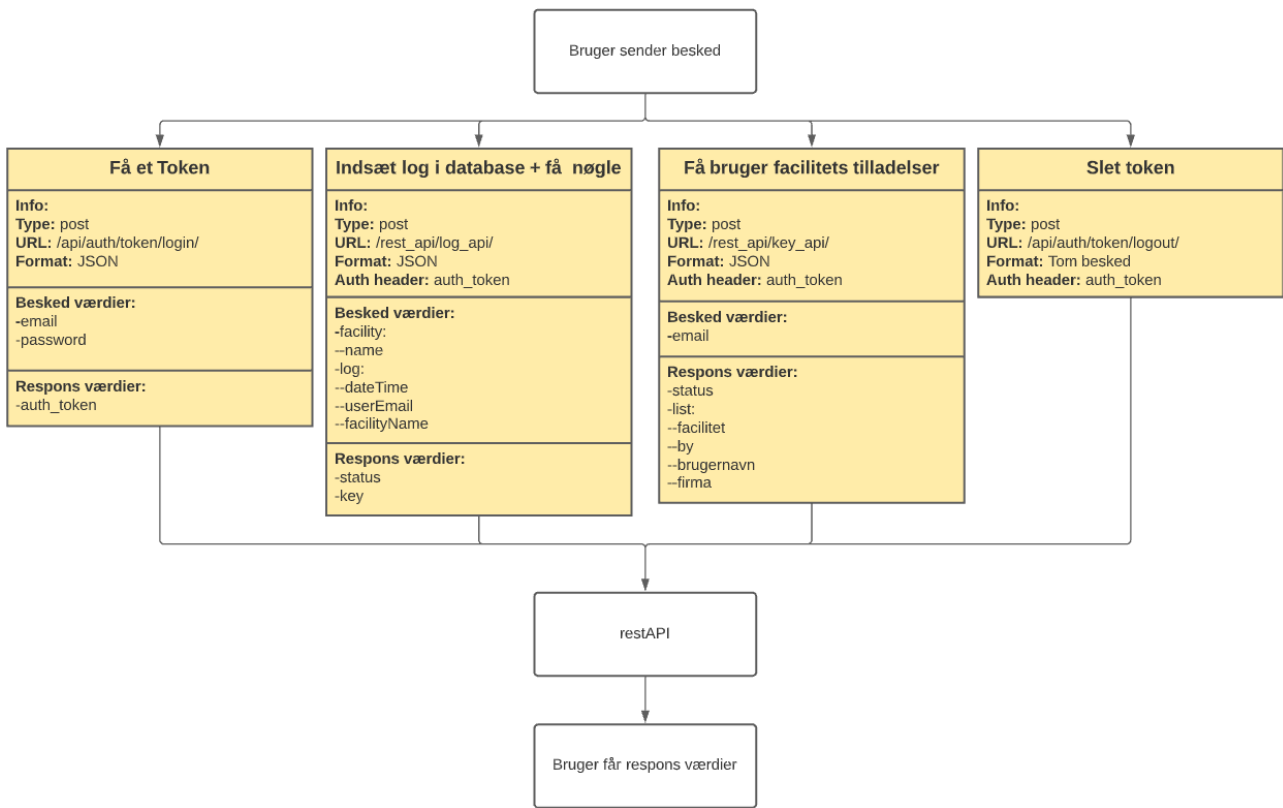 Bruger sender besked
Få et Token
Info:
Type: post
URL: /api/auth/token/login/
Format: JSON
Besked værdier:
-email
-password
Respons værdier:
-auth_token
Indsæt log i database + få  nøgle
Info:
Type: post
URL: /rest_api/log_api/
Format: JSON
Auth header: auth_token
Besked værdier:
-facility:
--name
-log:
--dateTime
--userEmail
--facilityName
Respons værdier:
-status
-key
Få bruger facilitets tilladelser
Info:
Type: post
URL: /rest_api/key_api/
Format: JSON
Auth header: auth_token
Besked værdier:
-email
Respons værdier:
-status
-list:
--facilitet
--by
--brugernavn
--firma
Slet token
Info:
Type: post
URL: /api/auth/token/logout/
Format: Tom besked
Auth header: auth_token
restAPI
Bruger får respons værdier